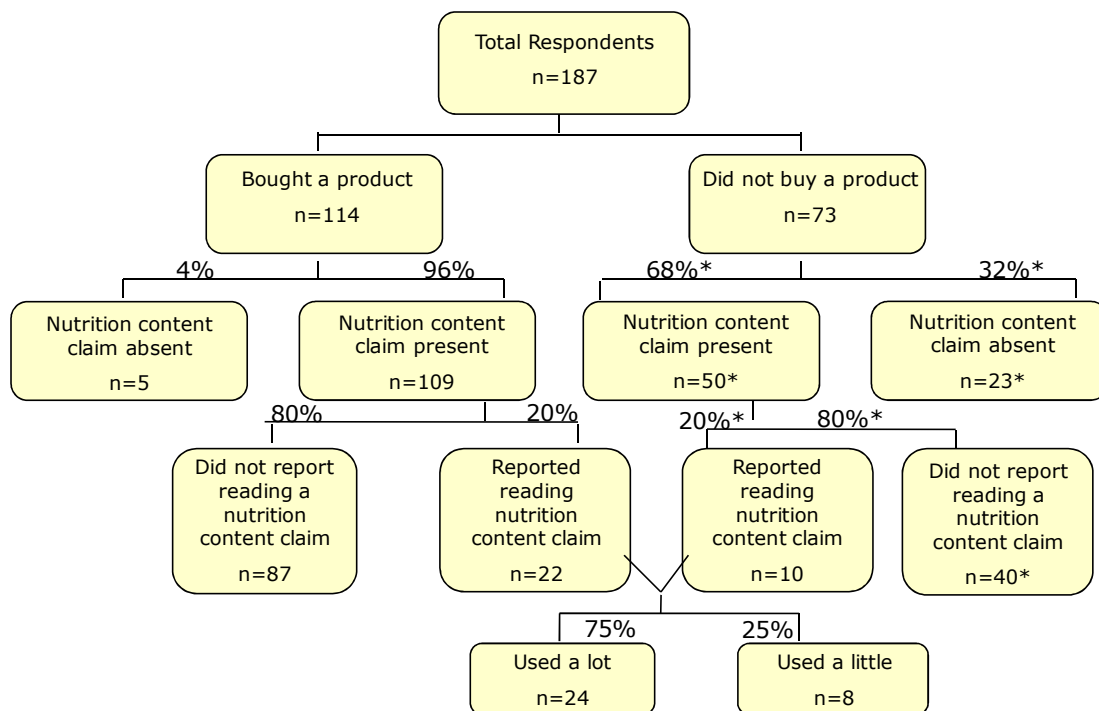 Total Respondents
n=187
Bought a product
n=114
Did not buy a product
n=73
4%
96%
68%*
32%*
Nutrition content
claim absent
n=5
Nutrition content
claim present
n=109
Nutrition content
claim present
n=50*
Nutrition content
claim absent
n=23*
80%
20%
20%*
80%*
Did not report
reading a
nutrition
content claim
n=87
Reported
reading
nutrition
content claim
n=22
Reported
reading
nutrition
content claim
n=10
Did not report
reading a
nutrition
content claim
n=40*
75%
25%
Used a lot
n=24
Used a little
n=8